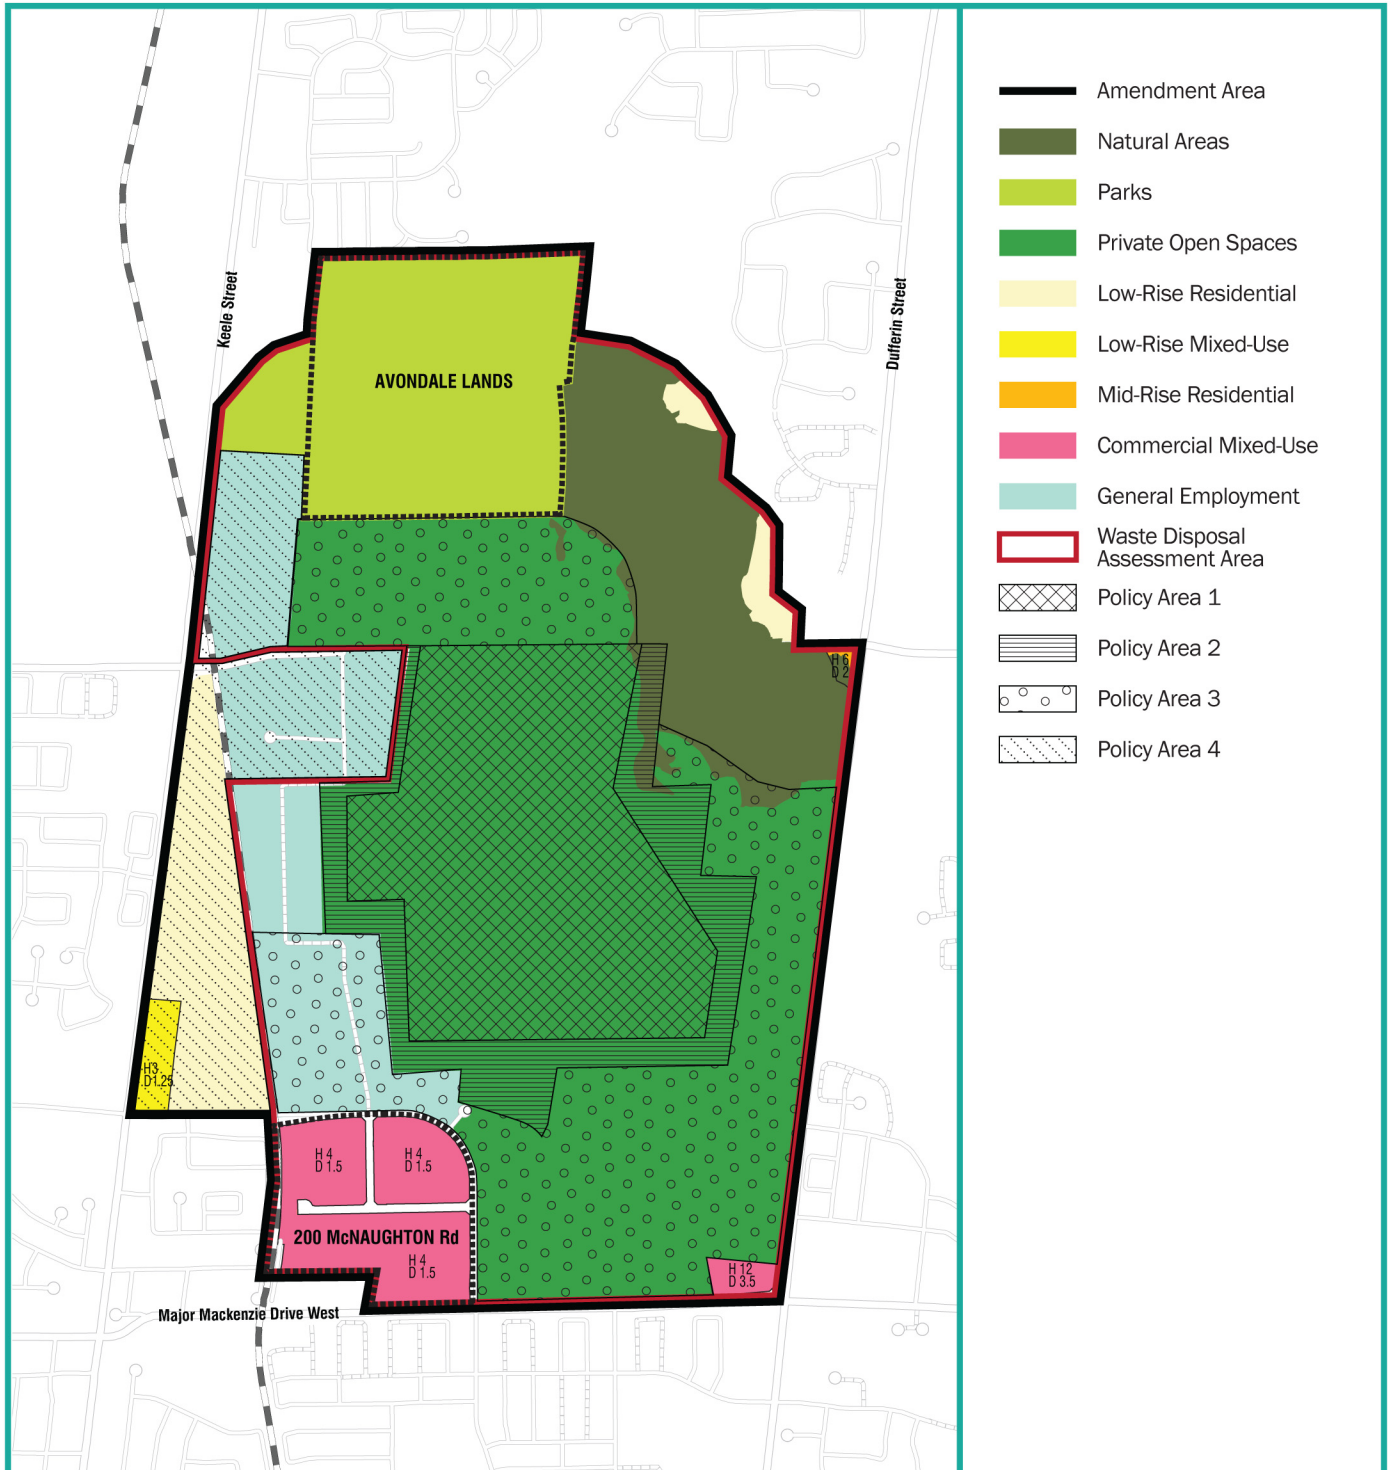 Keele Street
Dufferin Street
AVONDALE LANDS
H 6
D 2
H3
D1.25
H 4
D 1.5
H 4
D 1.5
200 McNAUGHTON Rd
H 4
D 1.5
H 12
D 3.5
Major Mackenzie Drive West
Amendment Area
Natural Areas
Parks
Private Open Spaces
Low-Rise Residential
Low-Rise Mixed-Use
Mid-Rise Residential
Commercial Mixed-Use
General Employment
Waste Disposal
Assessment Area
Policy Area 1
Policy Area 2
Policy Area 3
Policy Area 4